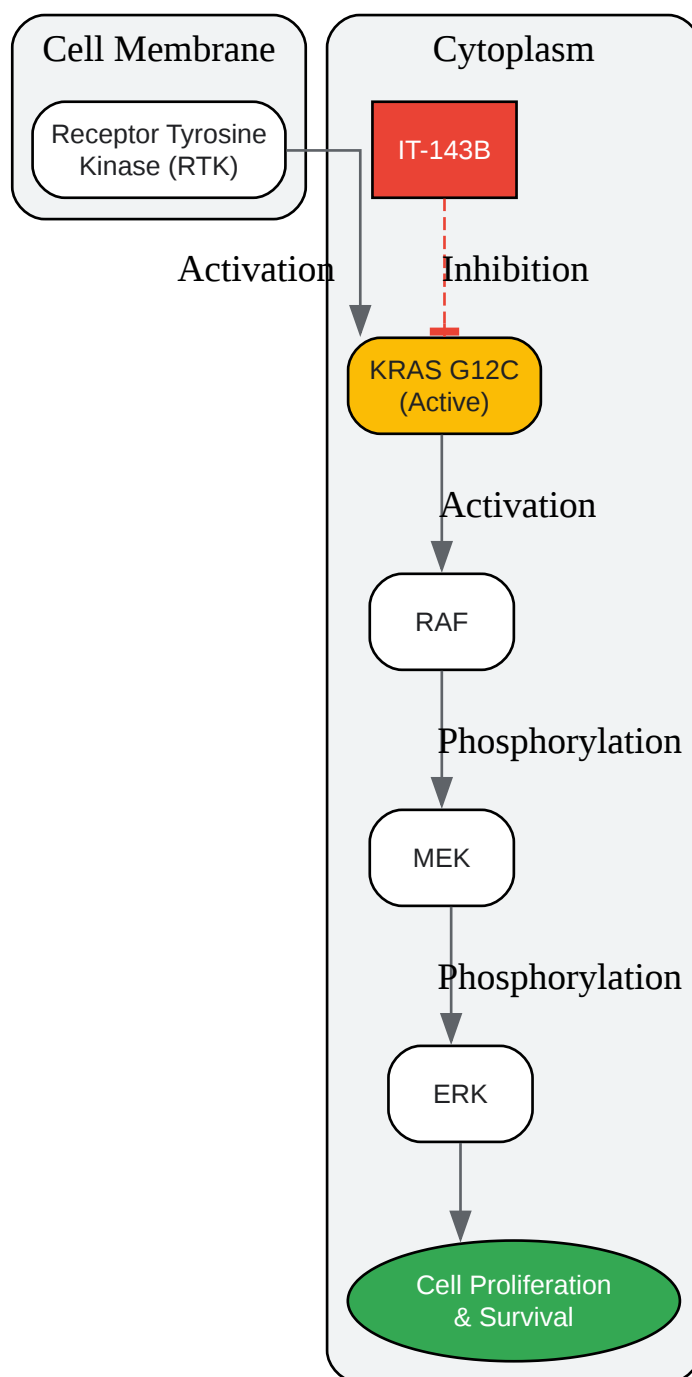 Cell Membrane
Cytoplasm
Receptor Tyrosine
Kinase (RTK)
IT-143B
Activation
Inhibition
KRAS G12C
(Active)
Activation
RAF
Phosphorylation
MEK
Phosphorylation
ERK
Cell Proliferation
& Survival